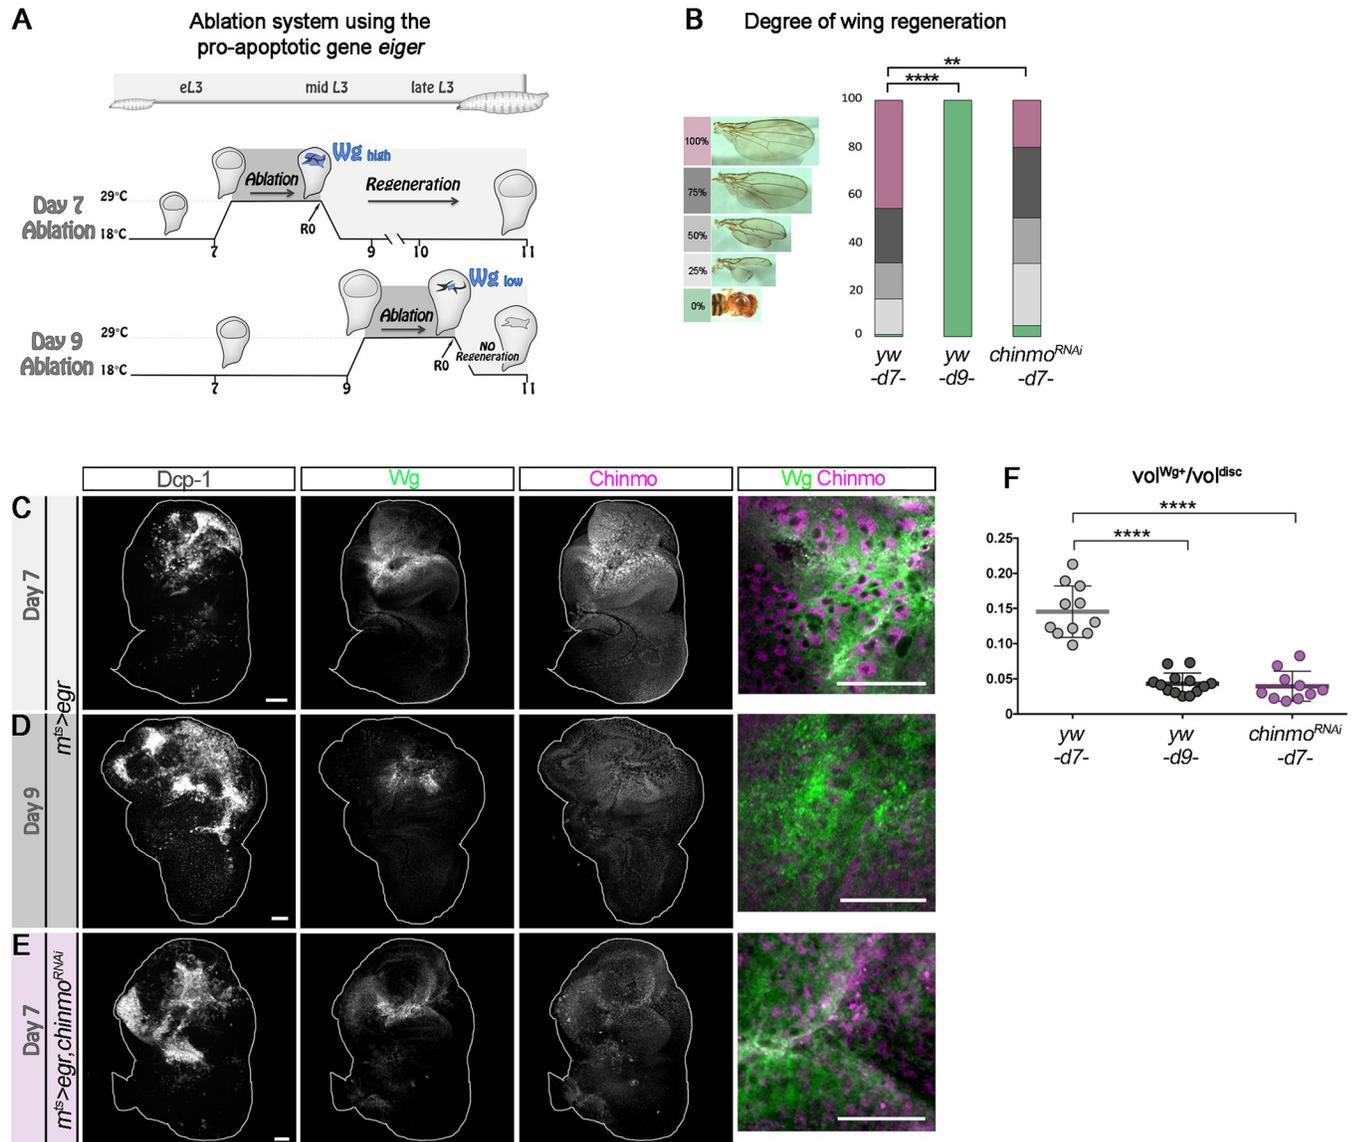 A
Ablation system using the
pro-apoptotic gene eiger
eL3
mid L3
late L3
Day 7
Ablation
29°C
18°C
Ablation
Wg high
Regeneration
R0
7
9
10
11
Day 9
Ablation
29°C
18°C
Ablation
Wg low
NO
Regeneration
R0
7
9
11
B
Degree of wing regeneration
100%
75%
50%
25%
0%
**
****
100
80
60
40
20
0
yw
-d7-
yw
-d9-
chinmoRNAi
-d7-
Dcp-1
Wg
Chinmo
Wg Chinmo
C
Day 7
mts>egr
D
Day 9
E
Day 7
mts>egr,chinmoRNAi
F
volWg+/voldisc
****
****
0.25
0.20
0.15
0.10
0.05
0
yw
-d7-
yw
-d9-
chinmoRNAi
-d7-